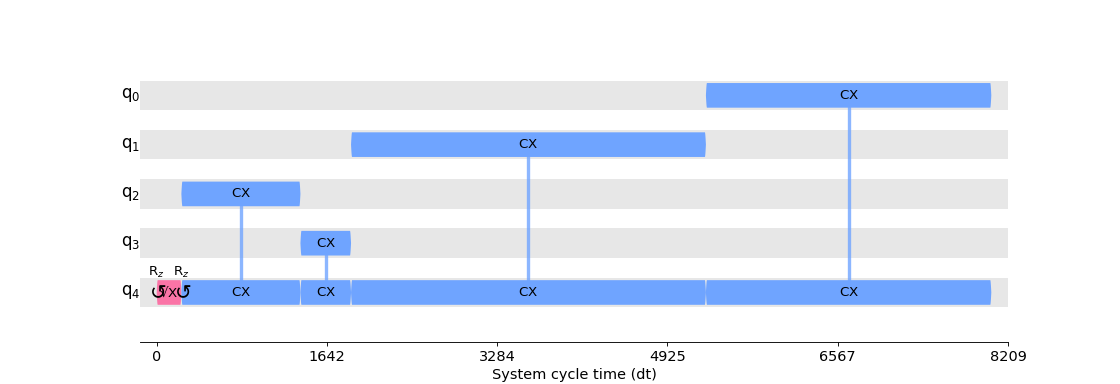 q0 CX
q1 CX
q2 CX
q3 CX
Rz Rz
q4 √X CX CX CX CX
0 1642 3284 4925 6567 8209
System cycle time (dt)